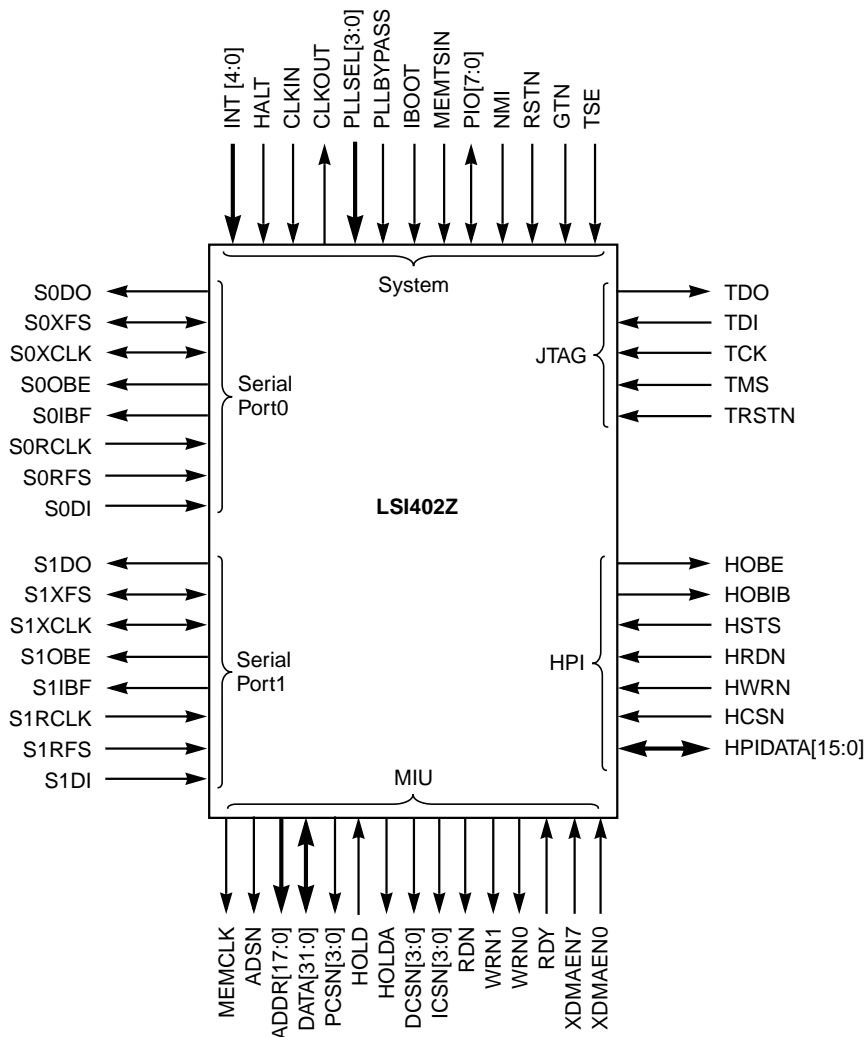 INT [4:0]
HALT
CLKIN
CLKOUT
PLLSEL[3:0]
PLLBYPASS
IBOOT
MEMTSIN
PIO[7:0]
NMI
RSTN
GTN
TSE
System
S0DO
S0XFS
S0XCLK
S0OBE
S0IBF
S0RCLK
S0RFS
S0DI
Serial
Port0
JTAG
TDO
TDI
TCK
TMS
TRSTN
LSI402Z
S1DO
S1XFS
S1XCLK
S1OBE
S1IBF
S1RCLK
S1RFS
S1DI
Serial
Port1
HPI
HOBE
HOBIB
HSTS
HRDN
HWRN
HCSN
HPIDATA[15:0]
MIU
MEMCLK
ADSN
ADDR[17:0]
DATA[31:0]
PCSN[3:0]
HOLD
HOLDA
DCSN[3:0]
ICSN[3:0]
RDN
WRN1
WRN0
RDY
XDMAEN7
XDMAEN0